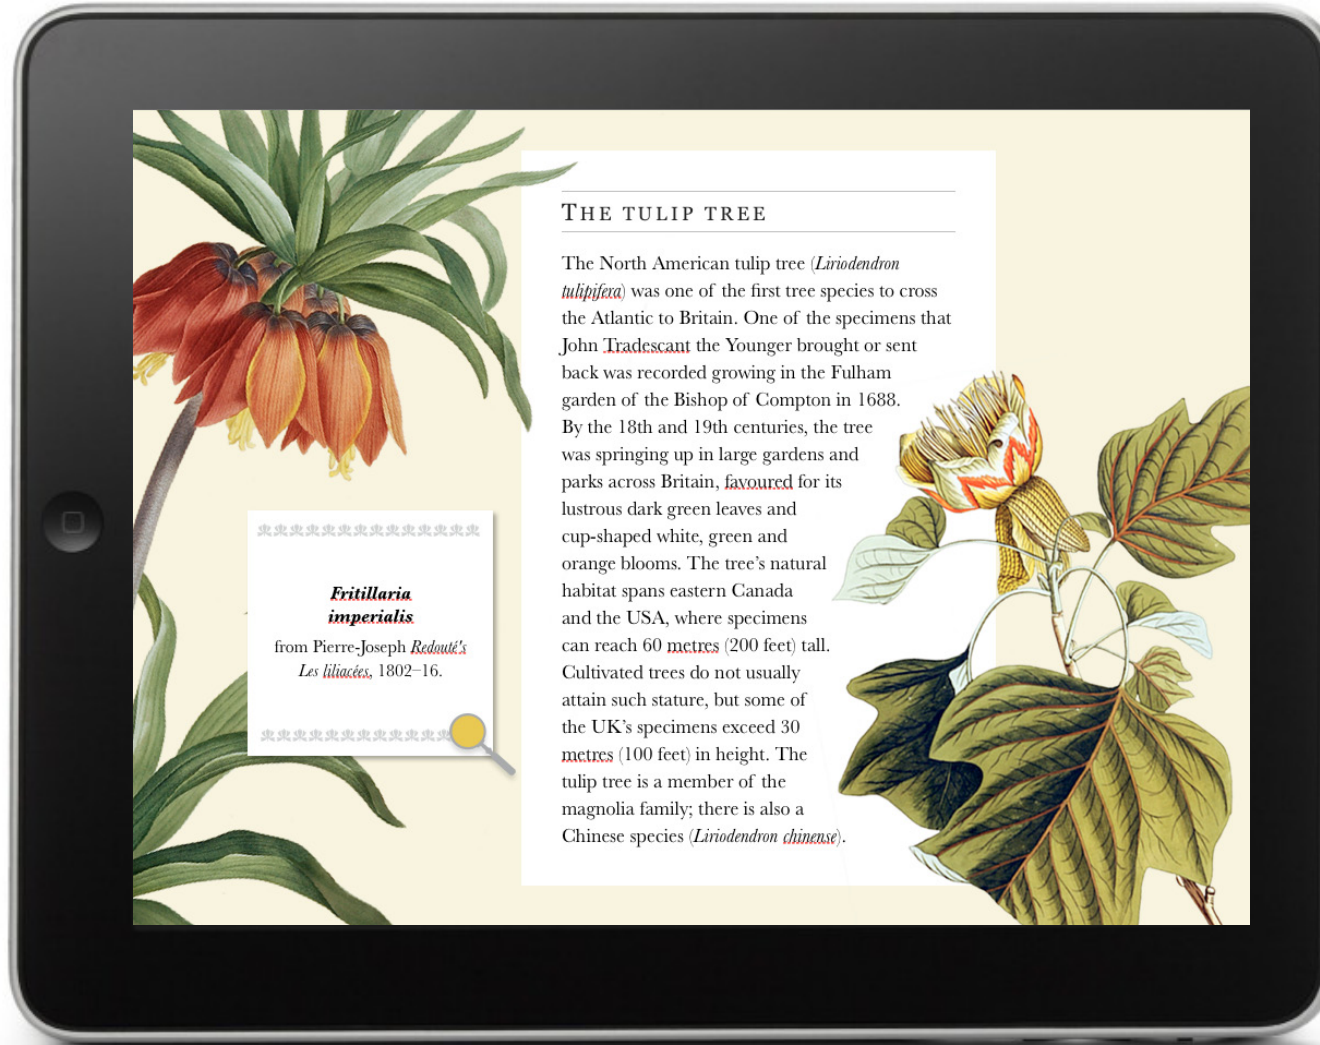 THE TULIP TREE
The North American tulip tree (Liriodendron
tulipifera) was one of the first tree species to cross
the Atlantic to Britain. One of the specimens that
John Tradescant the Younger brought or sent
back was recorded growing in the Fulham
garden of the Bishop of Compton in 1688.
By the 18th and 19th centuries, the tree
was springing up in large gardens and
parks across Britain, favoured for its
lustrous dark green leaves and
cup-shaped white, green and
orange blooms. The tree's natural
habitat spans eastern Canada
and the USA, where specimens
can reach 60 metres (200 feet) tall.
Cultivated trees do not usually
attain such stature, but some of
the UK's specimens exceed 30
metres (100 feet) in height. The
tulip tree is a member of the
magnolia family; there is also a
Chinese species (Liriodendron chinense).
Fritillaria
imperialis
from Pierre-Joseph Redouté's
Les liliacées, 1802–16.